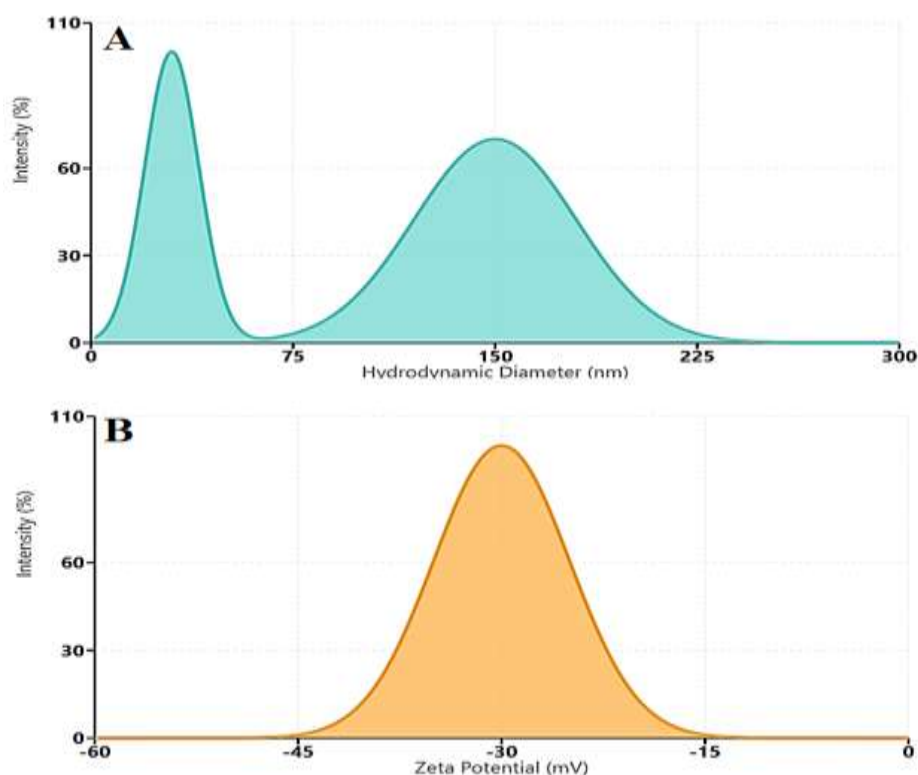 110
A
Intensity (%)
60
30
0
0 75 150 225 300
Hydrodynamic Diameter (nm)
110
B
Intensity (%)
60
30
0
-60 -45 -30 -15 0
Zeta Potential (mV)